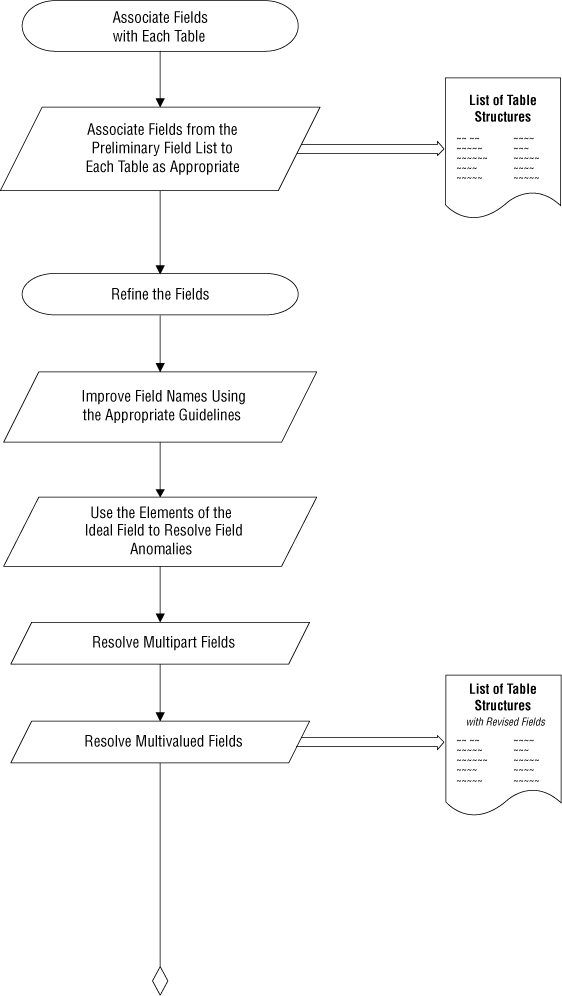 Associate Fields
with Each Table
Associate Fields from the
Preliminary Field List to
Each Table as Appropriate
List of Table
Structures
Refine the Fields
Improve Field Names Using
the Appropriate Guidelines
Use the Elements of the
Ideal Field to Resolve Field
Anomalies
Resolve Multipart Fields
Resolve Multivalued Fields
List of Table
Structures
with Revised Fields